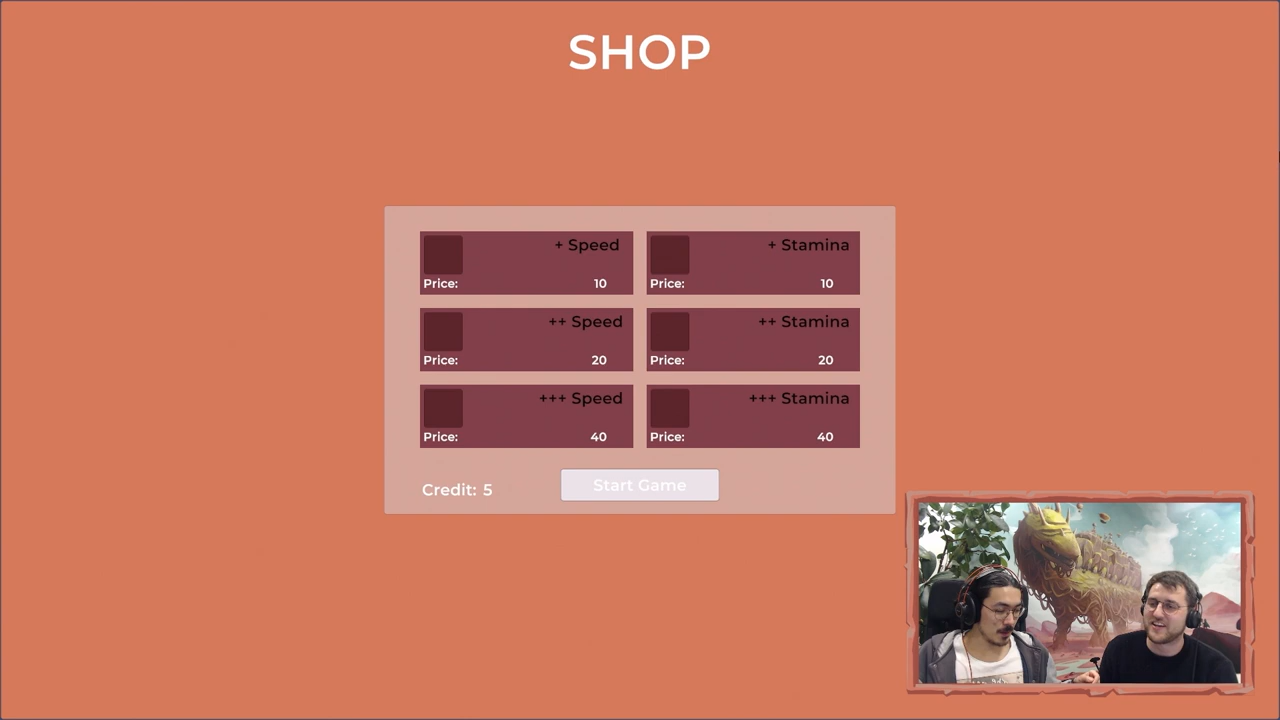 SHOP
+ Speed
Price: 10
+ Stamina
Price: 10
++ Speed
Price: 20
++ Stamina
Price: 20
+++ Speed
Price: 40
+++ Stamina
Price: 40
Credit: 5
Start Game